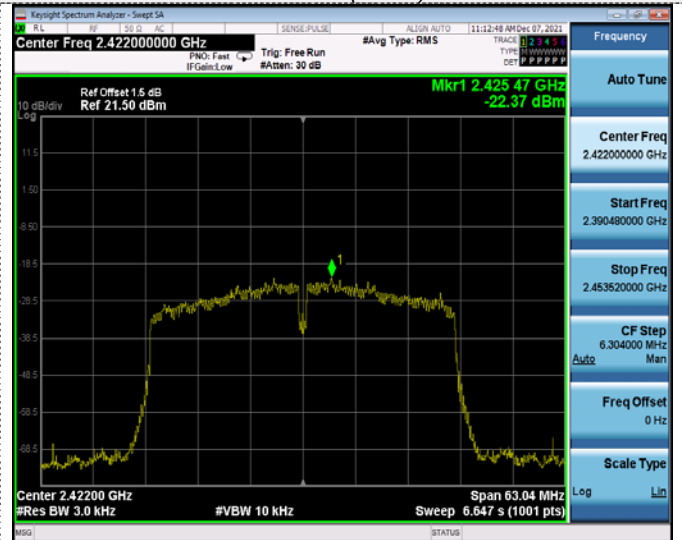 Keysight Spectrum Analyzer - Swept SA
RL RF 50 Ω AC SENSE:PULSE ALIGN AUTO 11:12:48 AM Dec 07, 2021
Center Freq 2.422000000 GHz
PNO: Fast
IFGain:Low
Trig: Free Run
#Atten: 30 dB
#Avg Type: RMS
TRACE 1 2 3 4 5 6
TYPE M WWWWW
DET P P P P P P
Ref Offset 1.5 dB
10 dB/div Ref 21.50 dBm
Log
Mkr1 2.425 47 GHz
-22.37 dBm
11.5
1.50
-8.50
-18.5
-28.5
-38.5
-48.5
-58.5
-68.5
1
Center 2.42200 GHz Span 63.04 MHz
#Res BW 3.0 kHz #VBW 10 kHz Sweep 6.647 s (1001 pts)
MSG STATUS
Frequency
Auto Tune
Center Freq
2.422000000 GHz
Start Freq
2.390480000 GHz
Stop Freq
2.453520000 GHz
CF Step
6.304000 MHz
Auto Man
Freq Offset
0 Hz
Scale Type
Log Lin